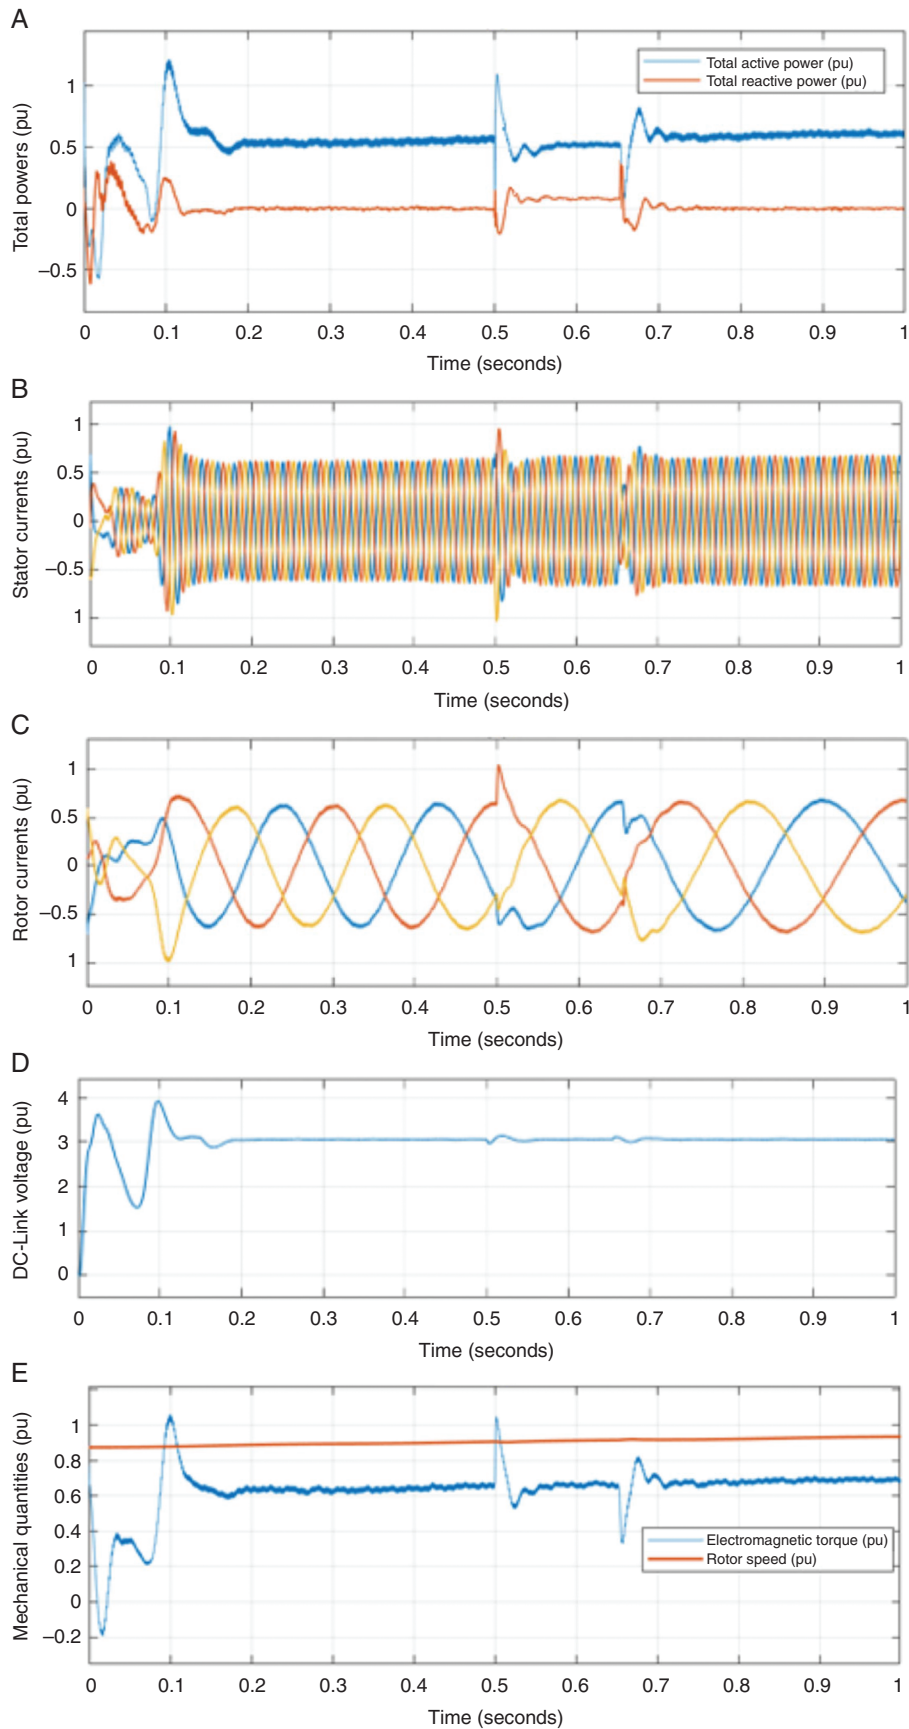 A
Total powers (pu)
1
0.5
0
–0.5
Total active power (pu)
Total reactive power (pu)
0 0.1 0.2 0.3 0.4 0.5 0.6 0.7 0.8 0.9 1
Time (seconds)
B
Stator currents (pu)
1
0.5
0
–0.5
1
0 0.1 0.2 0.3 0.4 0.5 0.6 0.7 0.8 0.9 1
Time (seconds)
C
Rotor currents (pu)
1
0.5
0
–0.5
1
0 0.1 0.2 0.3 0.4 0.5 0.6 0.7 0.8 0.9 1
Time (seconds)
D
DC-Link voltage (pu)
4
3
2
1
0
0 0.1 0.2 0.3 0.4 0.5 0.6 0.7 0.8 0.9 1
Time (seconds)
E
Mechanical quantities (pu)
1
0.8
0.6
0.4
0.2
0
–0.2
Electromagnetic torque (pu)
Rotor speed (pu)
0 0.1 0.2 0.3 0.4 0.5 0.6 0.7 0.8 0.9 1
Time (seconds)